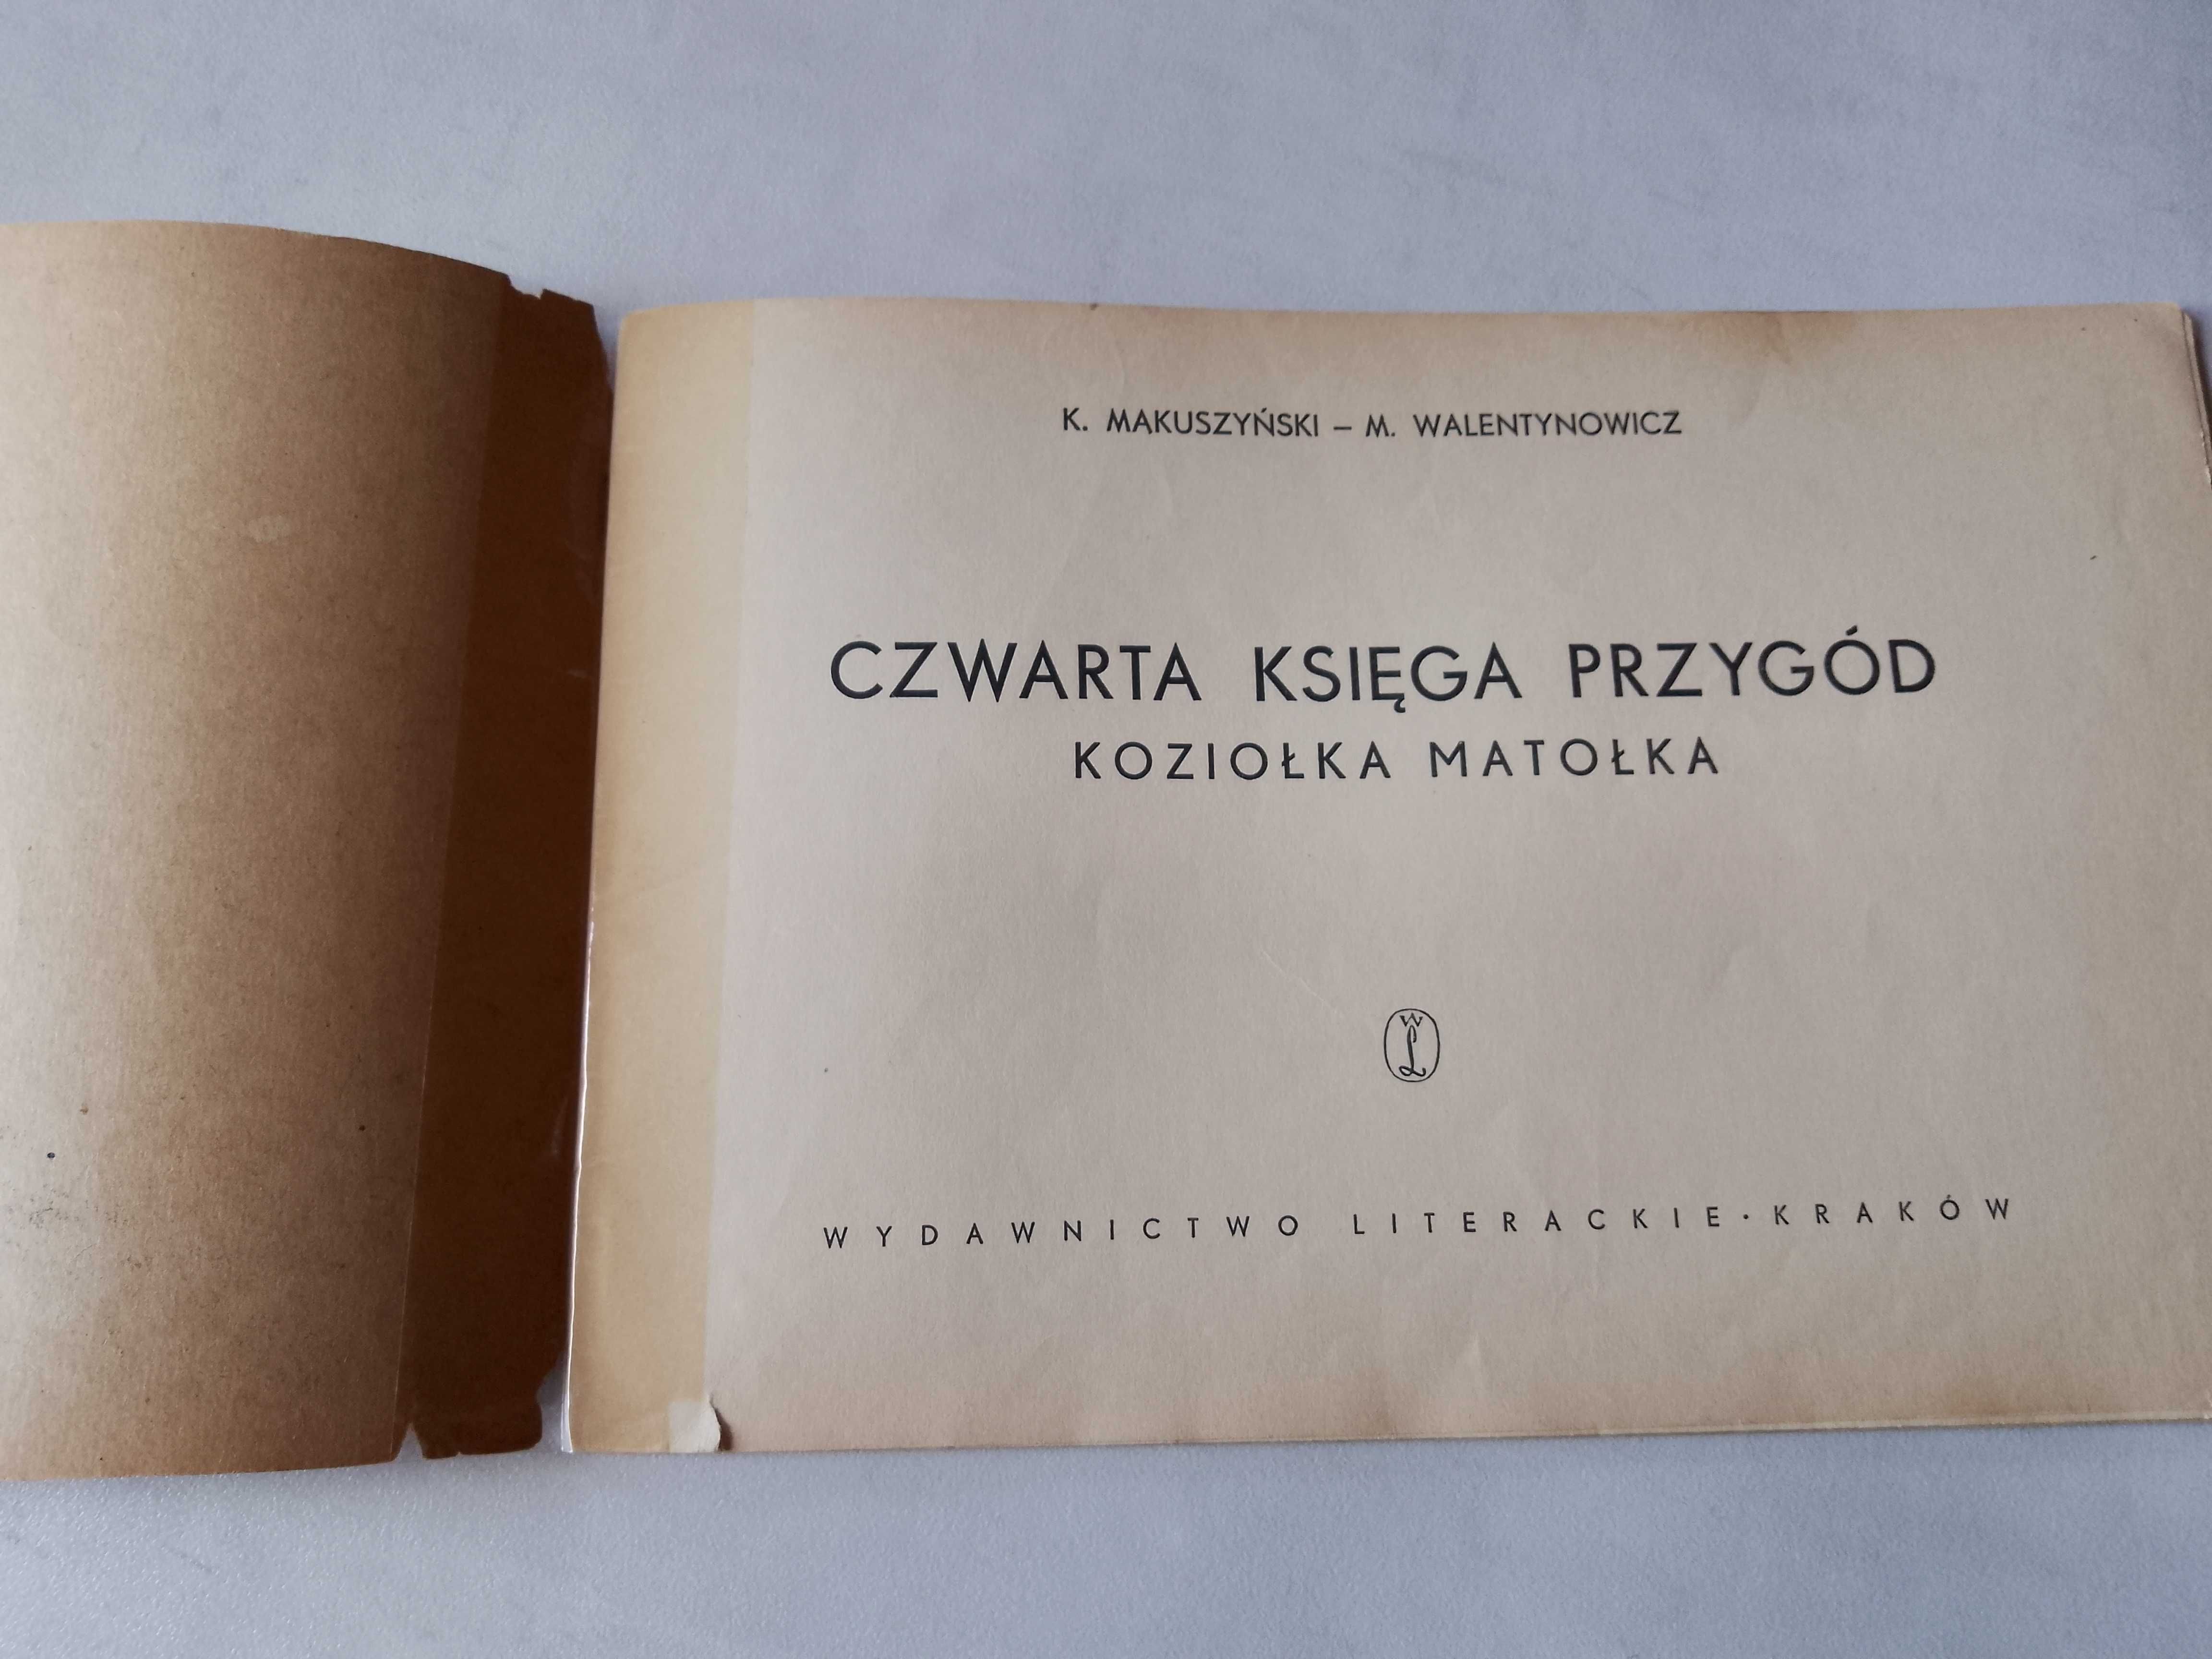 K. MAKUSZYŃSKI – M. WALENTYNOWICZ
CZWARTA KSIĘGA PRZYGÓD
KOZIOŁKA MATOŁKA
W
L
WYDAWNICTWO LITERACKIE · KRAKÓW